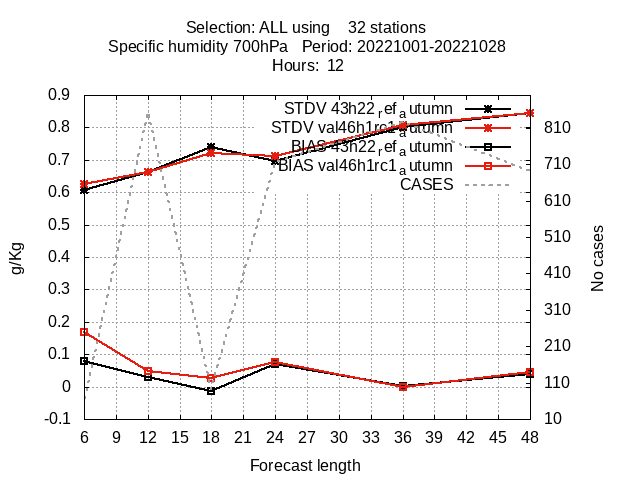 Selection: ALL using 32 stations
Specific humidity 700hPa Period: 20221001-20221028
Hours: 12
STDV 43h22_ref_autumn
STDV val46h1rc1_autumn
BIAS 43h22_ref_autumn
BIAS val46h1rc1_autumn
CASES
0.9
0.8
0.7
0.6
0.5
0.4
0.3
0.2
0.1
0
-0.1
g/Kg
810
710
610
510
410
310
210
110
10
No cases
6 9 12 15 18 21 24 27 30 33 36 39 42 45 48
Forecast length